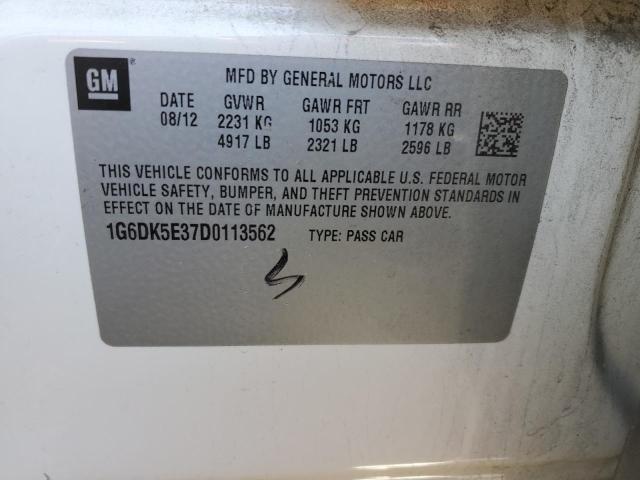 GM
MFD BY GENERAL MOTORS LLC
DATE GVWR GAWR FRT GAWR RR
08/12 2231 KG 1053 KG 1178 KG
4917 LB 2321 LB 2596 LB
THIS VEHICLE CONFORMS TO ALL APPLICABLE U.S. FEDERAL MOTOR
VEHICLE SAFETY, BUMPER, AND THEFT PREVENTION STANDARDS IN
EFFECT ON THE DATE OF MANUFACTURE SHOWN ABOVE.
1G6DK5E37D0113562 TYPE: PASS CAR